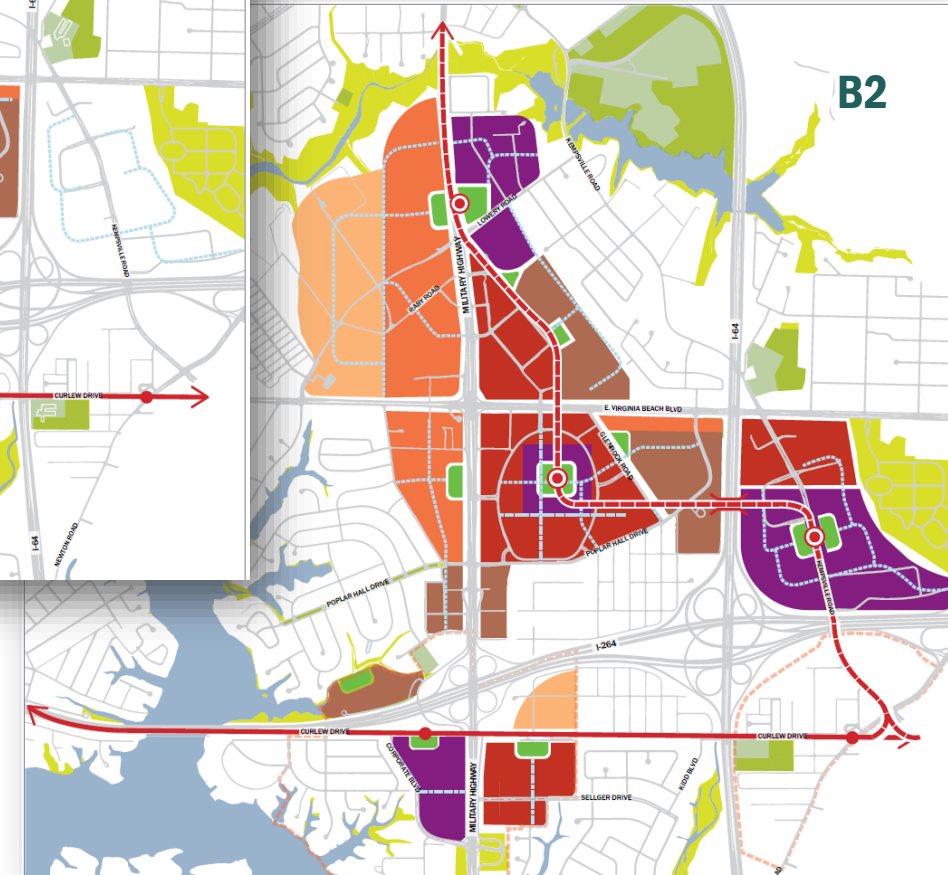 I-6
KEMPSVILLE ROAD
CURLEW DRIVE
I-64
NEWTON ROAD
B2
KEMPSVILLE ROAD
LOWERY ROAD
MILITARY HIGHWAY
RABY ROAD
I-64
E. VIRGINIA BEACH BLVD
GLENROCK ROAD
POPLAR HALL DRIVE
KEMPSVILLE ROAD
POPLAR HALL DRIVE
I-264
CURLEW DRIVE
CURLEW DRIVE
CORPORATE BLVD
MILITARY HIGHWAY
KIDD BLVD
SELLGER DRIVE